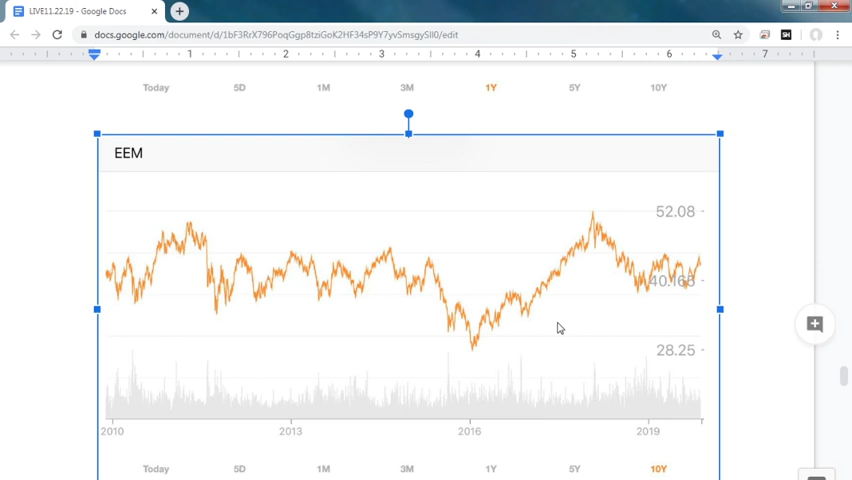 LIVE11.22.19 - Google Docs
docs.google.com/document/d/1bF3RrX796PoqGgp8tziGoK2HF34sP9Y7yvSmsgySlI0/edit
1 2 3 4 5 6 7
Today 5D 1M 3M 1Y 5Y 10Y
EEM
52.08
40.165
28.25
2010 2013 2016 2019
Today 5D 1M 3M 1Y 5Y 10Y